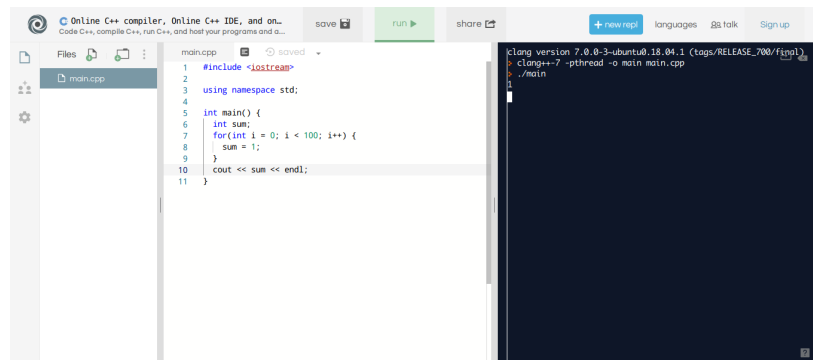 Online C++ compiler, Online C++ IDE, and on…
Code C++, compile C++, run C++, and host your programs and a…
save
run
share
+ new repl
languages
talk
Sign up
Files
main.cpp
main.cpp
saved
1 #include <iostream>
2
3 using namespace std;
4
5 int main() {
6 int sum;
7 for(int i = 0; i < 100; i++) {
8 sum = 1;
9 }
10 cout << sum << endl;
11 }
clang version 7.0.0-3~ubuntu0.18.04.1 (tags/RELEASE_700/final)
> clang++-7 -pthread -o main main.cpp
> ./main
1
?